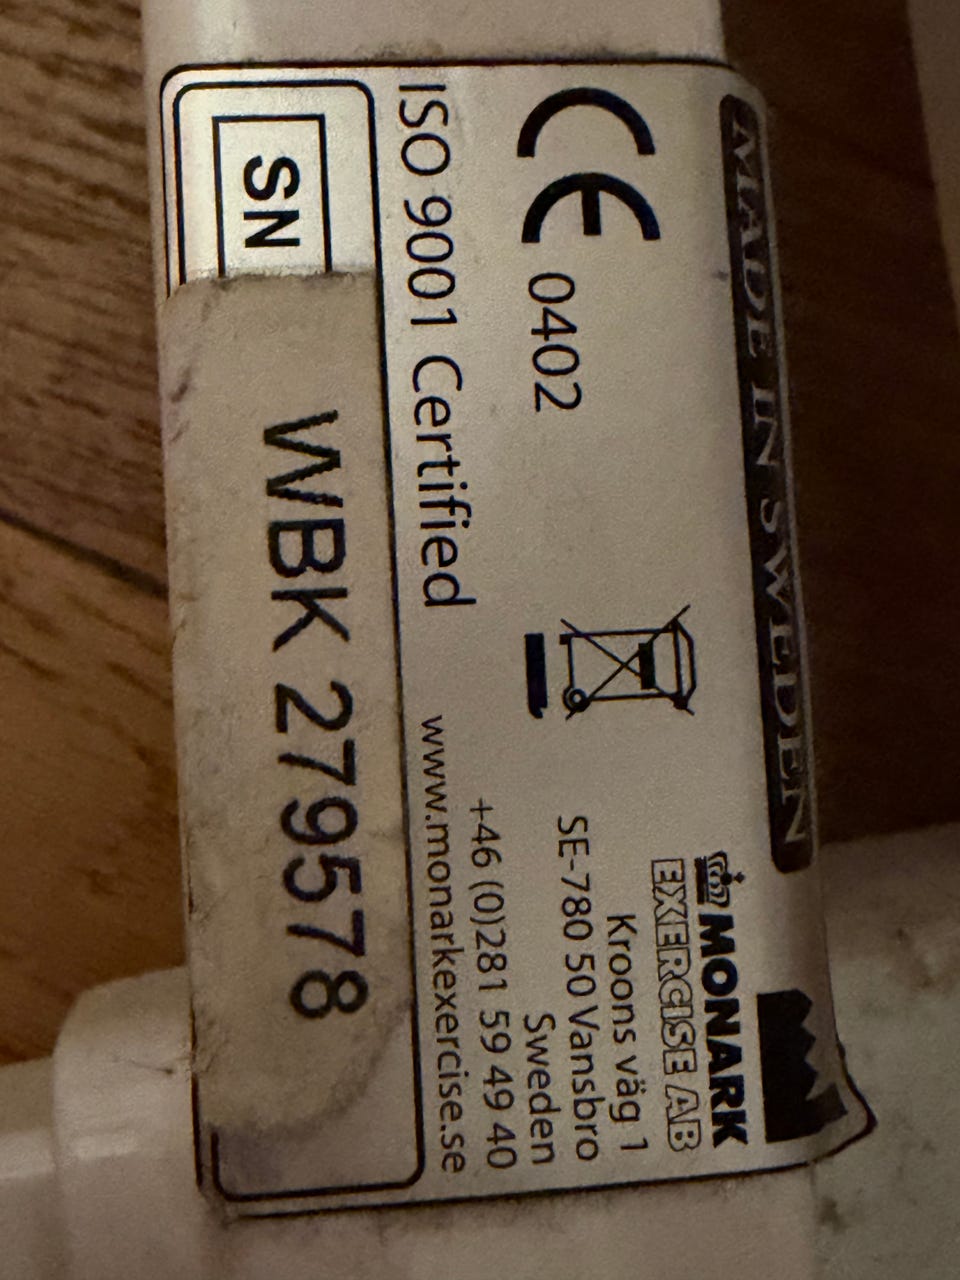 MADE IN SWEDEN
CE 0402
MONARK
EXERCISE AB
Kroons väg 1
SE-780 50 Vansbro
Sweden
+46 (0)281 59 49 40
www.monarkexercise.se
ISO 9001 Certified
SN
WBK 279578